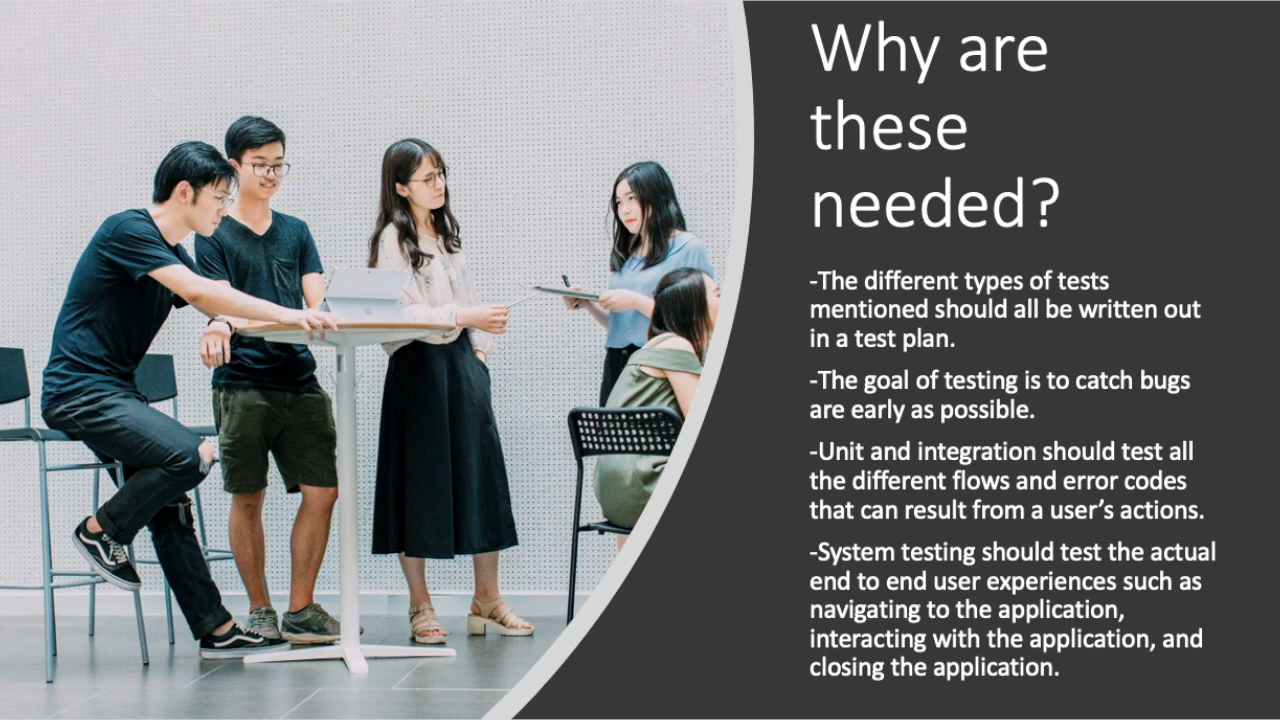 Why are
these
needed?
-The different types of tests
mentioned should all be written out
in a test plan.
-The goal of testing is to catch bugs
are early as possible.
-Unit and integration should test all
the different flows and error codes
that can result from a user’s actions.
-System testing should test the actual
end to end user experiences such as
navigating to the application,
interacting with the application, and
closing the application.